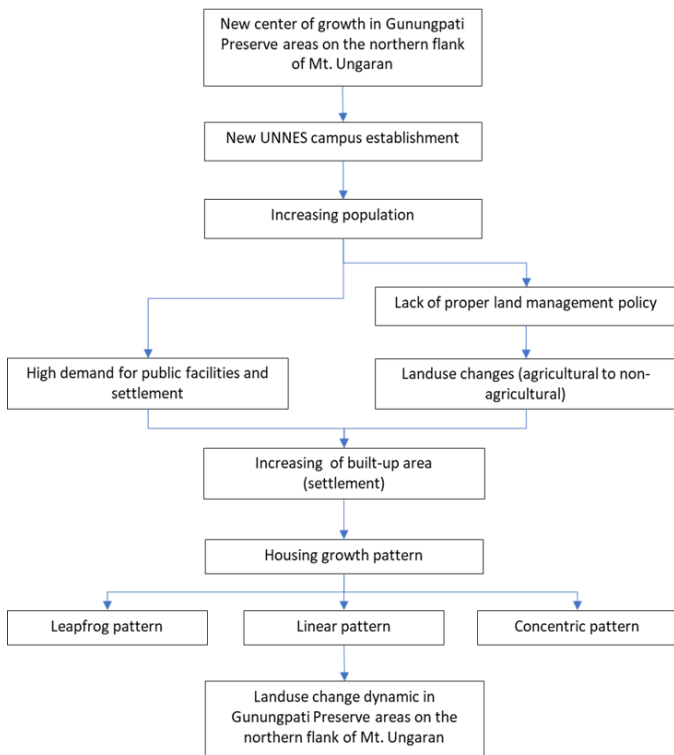 New center of growth in Gunungpati
Preserve areas on the northern flank
of Mt. Ungaran
New UNNES campus establishment
Increasing population
Lack of proper land management policy
High demand for public facilities and
settlement
Landuse changes (agricultural to non-
agricultural)
Increasing of built-up area
(settlement)
Housing growth pattern
Leapfrog pattern
Linear pattern
Concentric pattern
Landuse change dynamic in
Gunungpati Preserve areas on the
northern flank of Mt. Ungaran